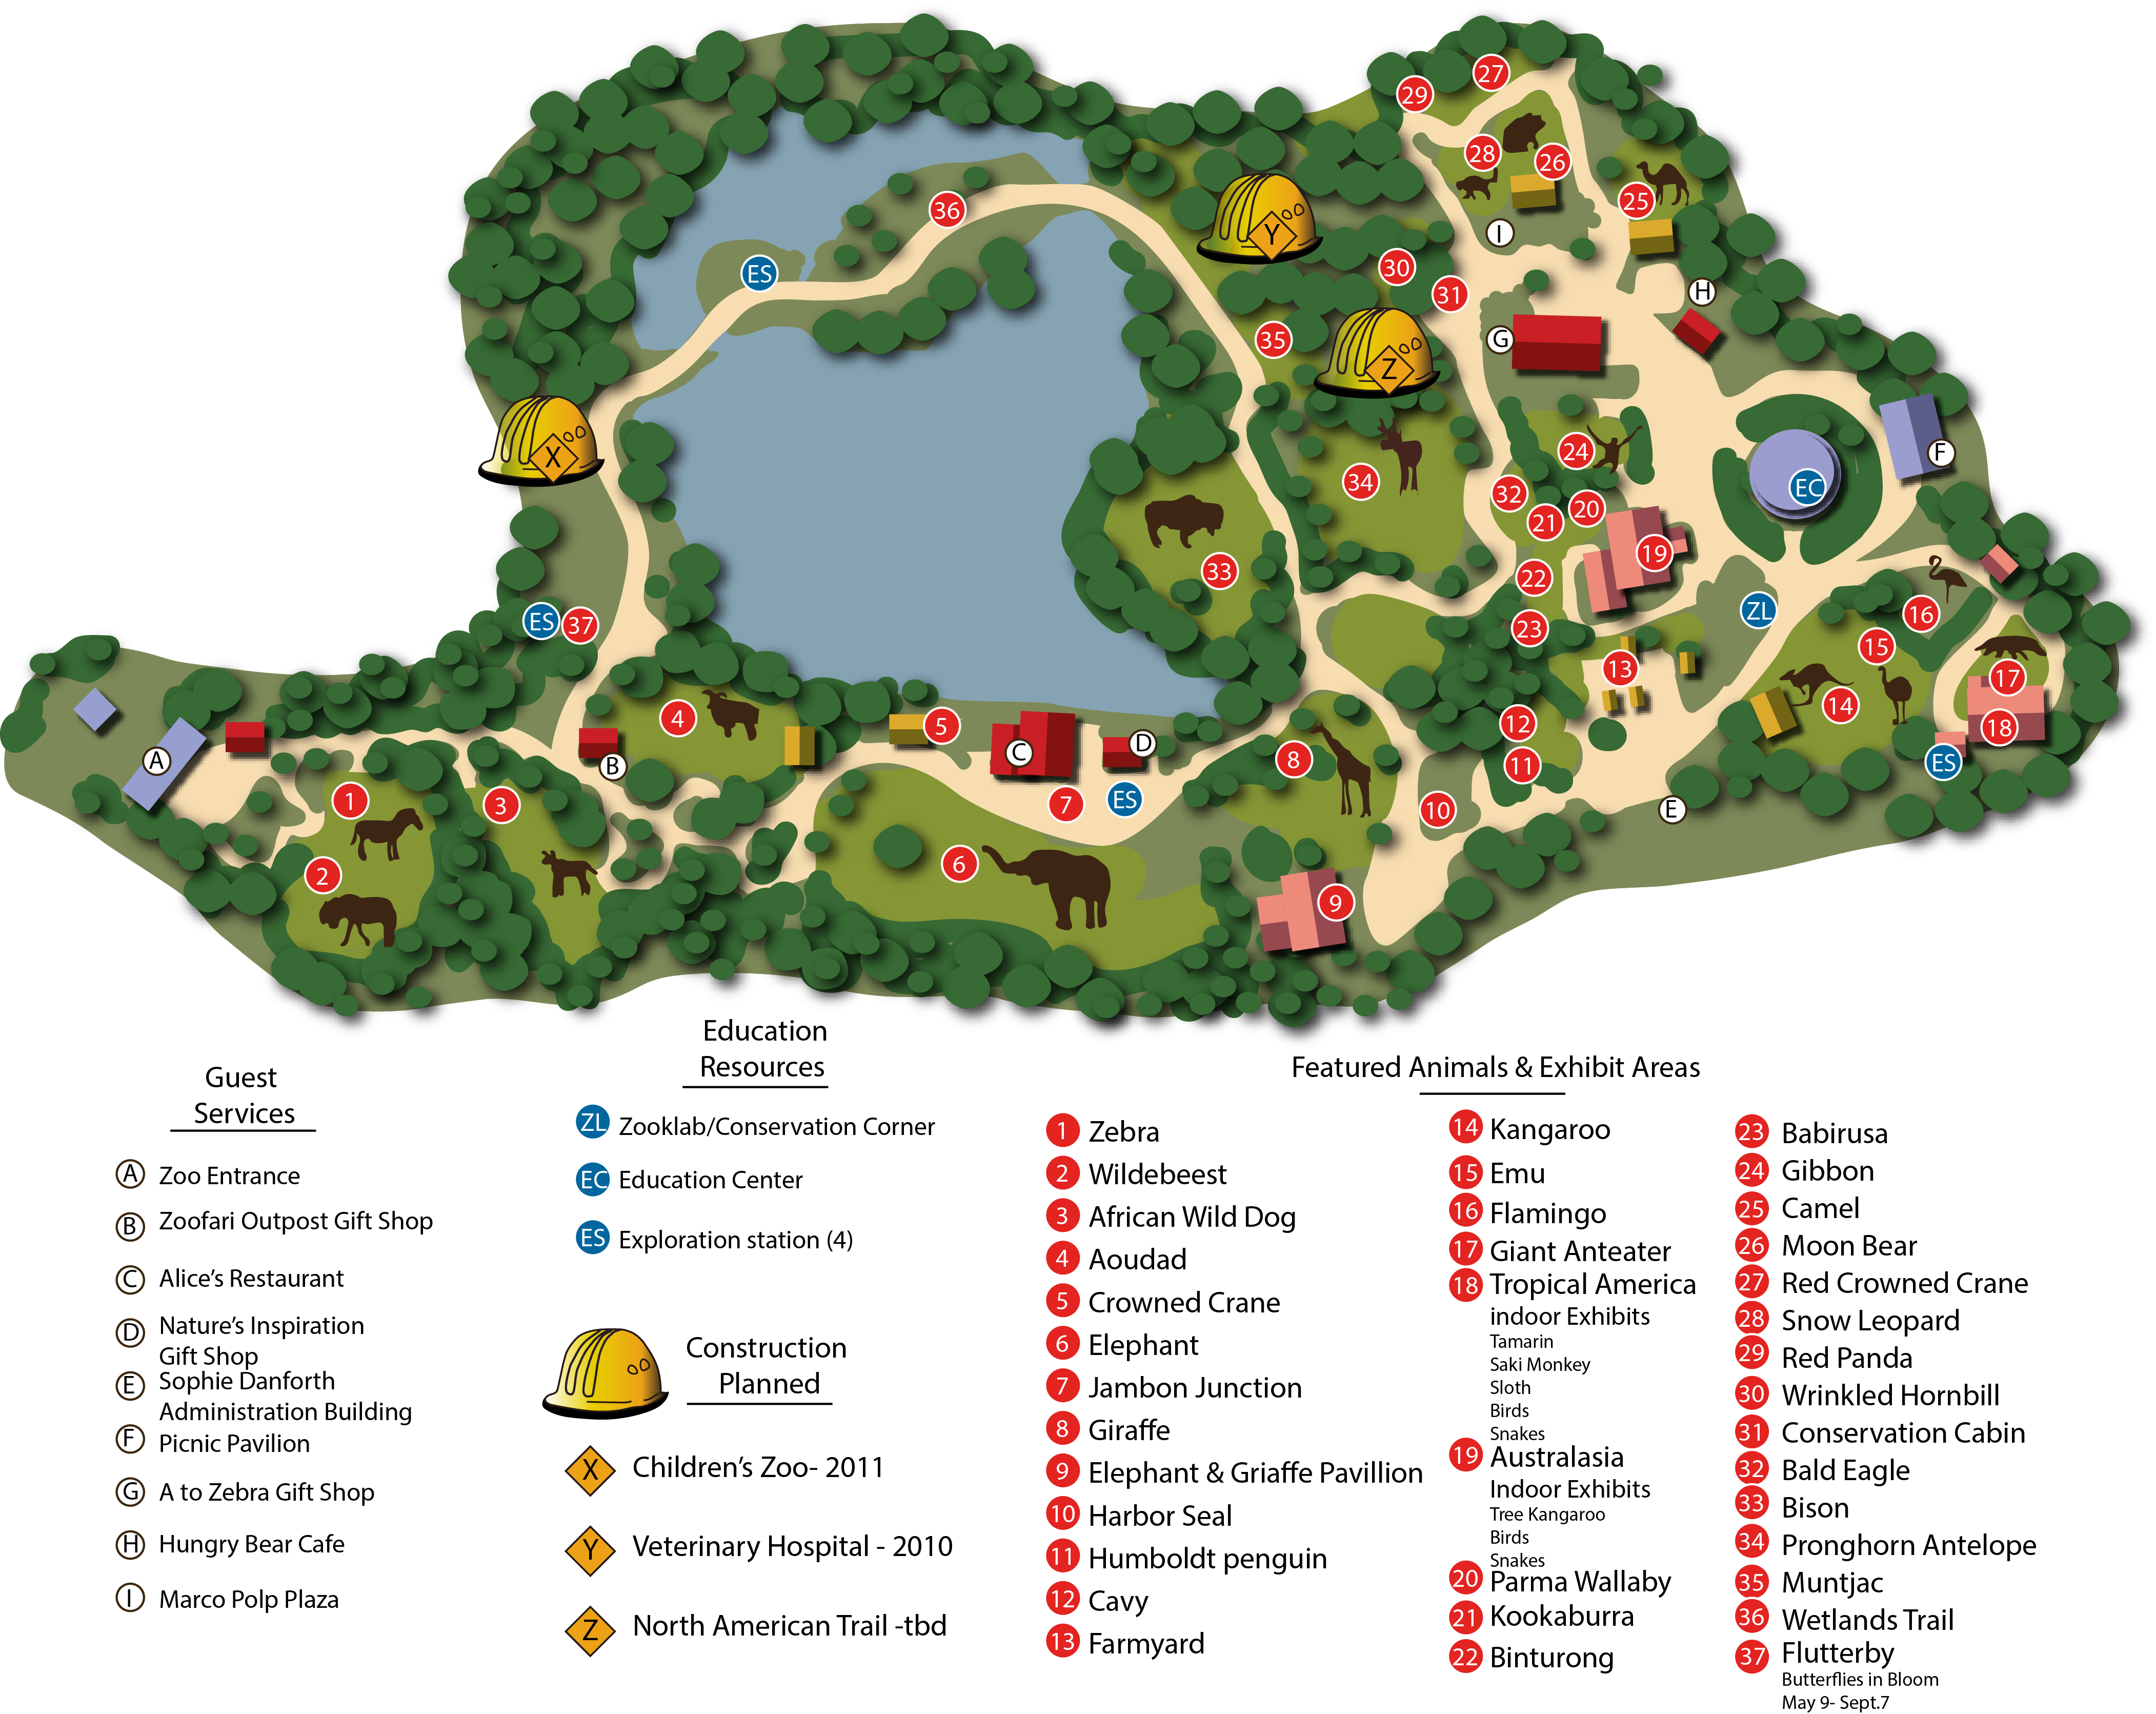 27
29
28
26
25
36
I
Y
ES
30
H
31
35
G
Z
24
F
X
34
32
EC
20
21
19
33
22
ZL
16
ES
37
23
15
13
17
14
4
12
5
18
D
C
8
A
B
11
ES
1
3
7
ES
10
E
6
2
9
Guest
Services
A Zoo Entrance
B Zoofari Outpost Gift Shop
C Alice's Restaurant
D Nature's Inspiration
Gift Shop
E Sophie Danforth
Administration Building
F Picnic Pavilion
G A to Zebra Gift Shop
H Hungry Bear Cafe
I Marco Polp Plaza
Education
Resources
ZL Zooklab/Conservation Corner
EC Education Center
ES Exploration station (4)
Construction
Planned
X Children's Zoo- 2011
Y Veterinary Hospital - 2010
Z North American Trail -tbd
Featured Animals & Exhibit Areas
1 Zebra
2 Wildebeest
3 African Wild Dog
4 Aoudad
5 Crowned Crane
6 Elephant
7 Jambon Junction
8 Giraffe
9 Elephant & Griaffe Pavillion
10 Harbor Seal
11 Humboldt penguin
12 Cavy
13 Farmyard
14 Kangaroo
15 Emu
16 Flamingo
17 Giant Anteater
18 Tropical America
indoor Exhibits
Tamarin
Saki Monkey
Sloth
Birds
Snakes
19 Australasia
Indoor Exhibits
Tree Kangaroo
Birds
Snakes
20 Parma Wallaby
21 Kookaburra
22 Binturong
23 Babirusa
24 Gibbon
25 Camel
26 Moon Bear
27 Red Crowned Crane
28 Snow Leopard
29 Red Panda
30 Wrinkled Hornbill
31 Conservation Cabin
32 Bald Eagle
33 Bison
34 Pronghorn Antelope
35 Muntjac
36 Wetlands Trail
37 Flutterby
Butterflies in Bloom
May 9- Sept.7